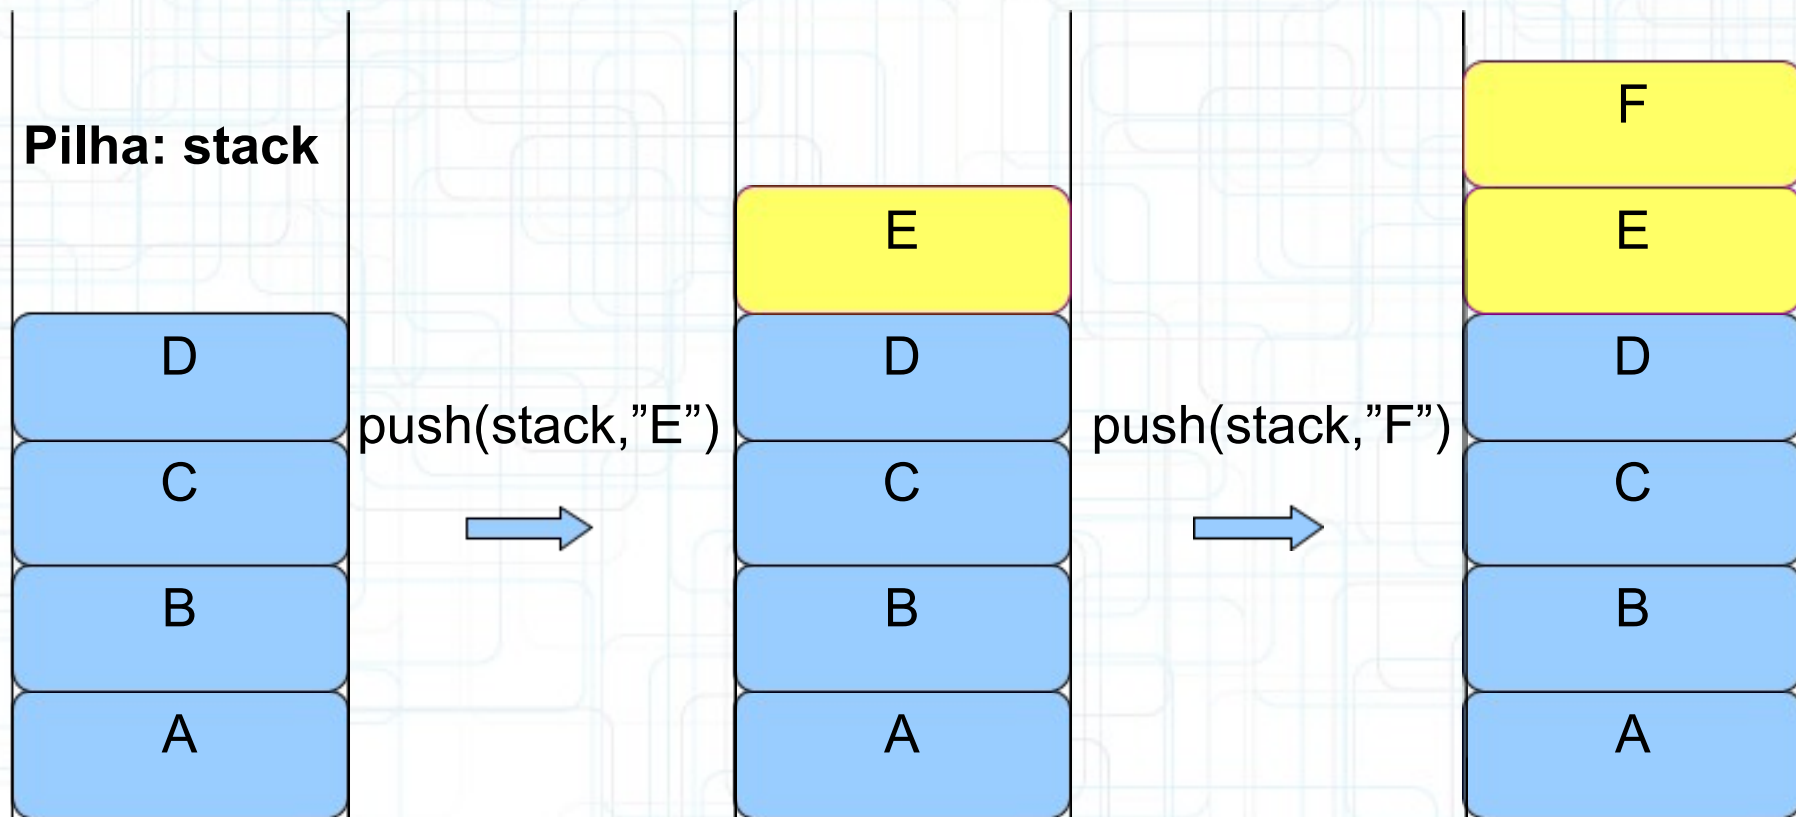 Pilha: stack
D
C
B
A
push(stack,”E”)
E
D
C
B
A
push(stack,”F”)
F
E
D
C
B
A